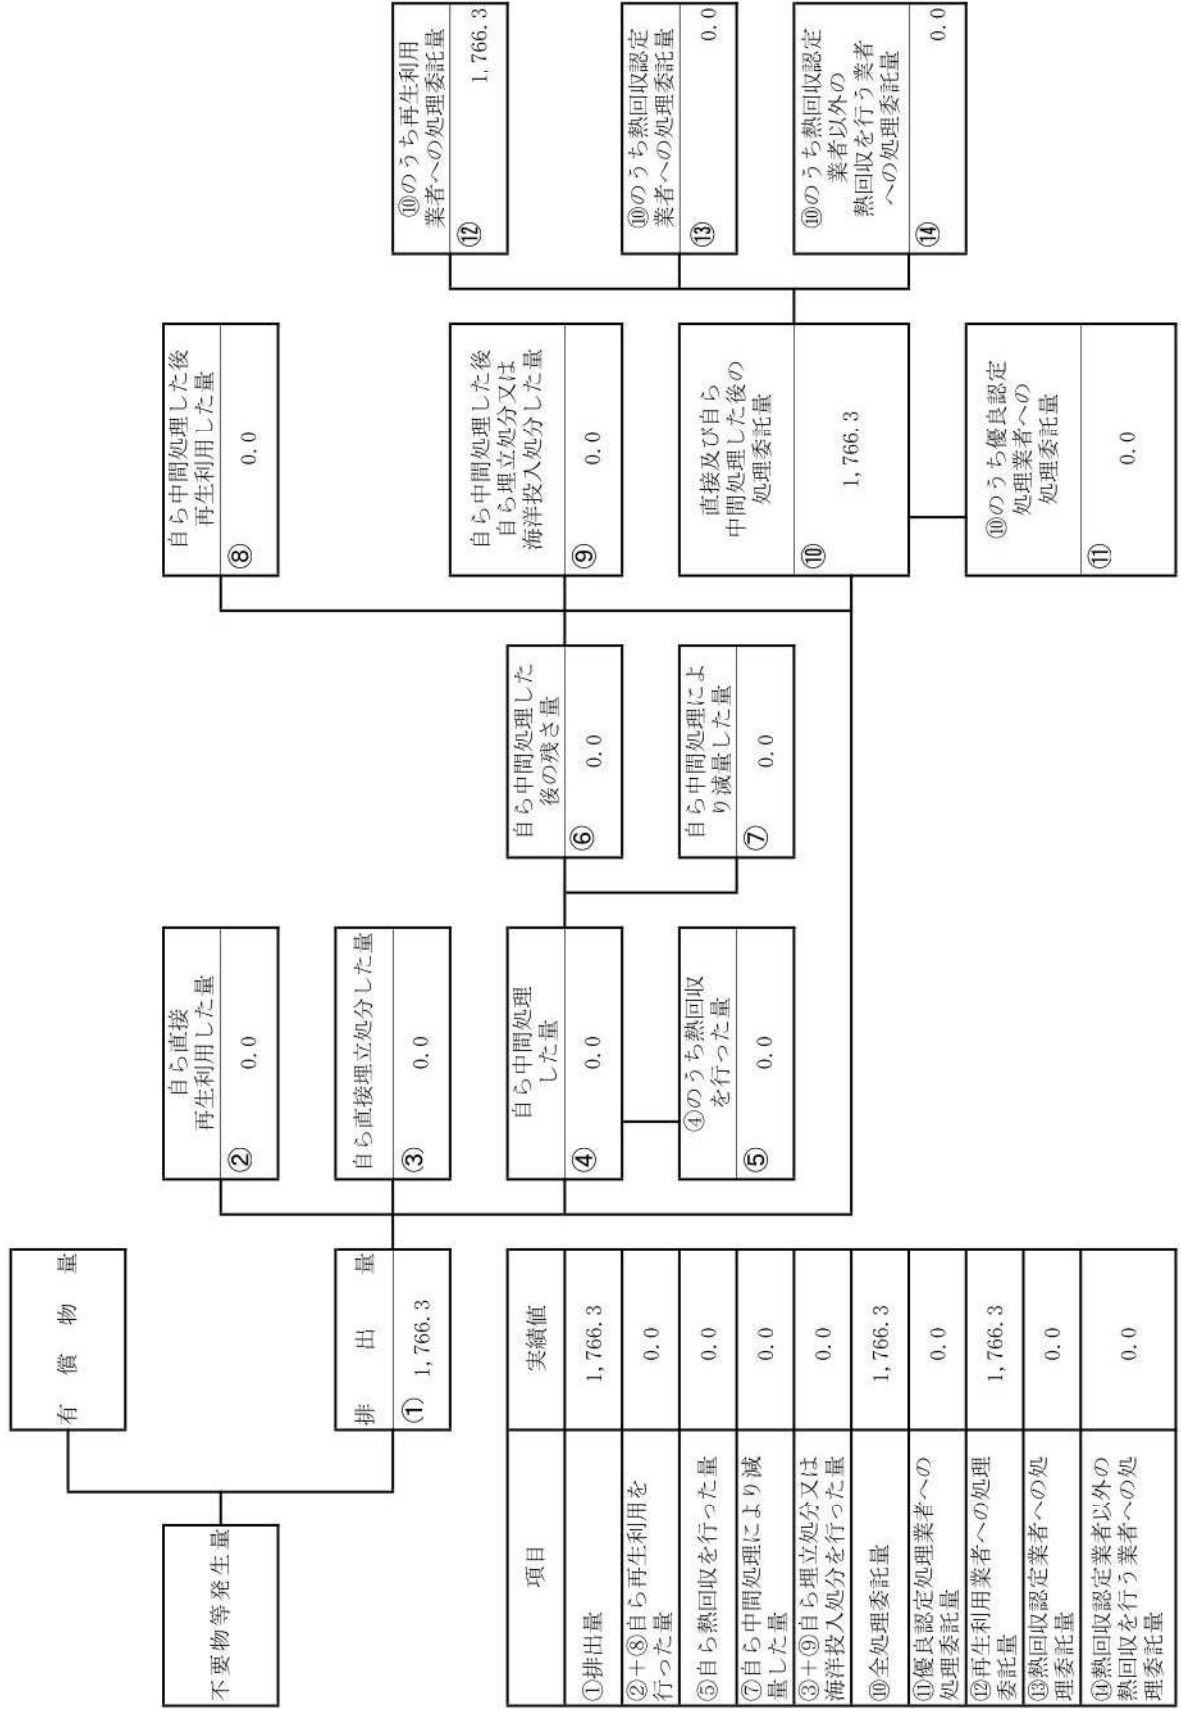 不要物等発生量
有償物量
排出量
① 1,766.3
自ら直接
再生利用した量
② 0.0
自ら直接埋立処分した量
③ 0.0
自ら中間処理
した量
④ 0.0
④のうち熱回収
を行った量
⑤ 0.0
自ら中間処理した
後の残さ量
⑥ 0.0
自ら中間処理によ
り減量した量
⑦ 0.0
自ら中間処理した後
再生利用した量
⑧ 0.0
自ら中間処理した後
自ら埋立処分又は
海洋投入処分した量
⑨ 0.0
直接及び自ら
中間処理した後の
処理委託量
⑩ 1,766.3
⑩のうち優良認定
処理業者への
処理委託量
⑪ 0.0
⑩のうち再生利用
業者への処理委託量
⑫ 1,766.3
⑩のうち熱回収認定
業者への処理委託量
⑬ 0.0
⑩のうち熱回収認定
業者以外の
熱回収を行う業者
への処理委託量
⑭ 0.0
項目 実績値
①排出量 1,766.3
②+⑧自ら再生利用を
行った量 0.0
⑤自ら熱回収を行った量 0.0
⑦自ら中間処理により減
量した量 0.0
③+⑨自ら埋立処分又は
海洋投入処分を行った量 0.0
⑩全処理委託量 1,766.3
⑪優良認定処理業者への
処理委託量 0.0
⑫再生利用業者への処理
委託量 1,766.3
⑬熱回収認定業者への処
理委託量 0.0
⑭熱回収認定業者以外の
熱回収を行う業者への処
理委託量 0.0